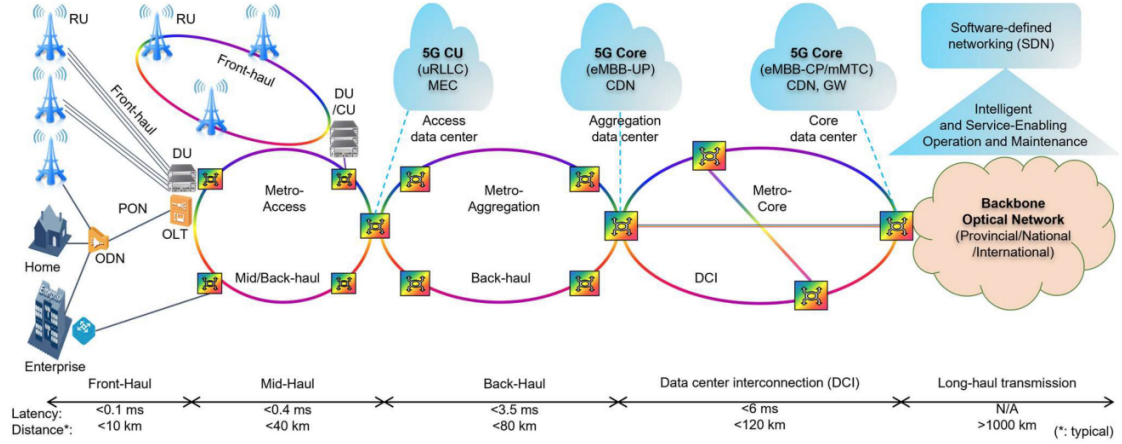 RU
RU
Front-haul
Front-haul
DU
/CU
DU
PON
OLT
ODN
Home
Enterprise
5G CU
(uRLLC)
MEC
Access
data center
5G Core
(eMBB-UP)
CDN
Aggregation
data center
5G Core
(eMBB-CP/mMTC)
CDN, GW
Core
data center
Software-defined
networking (SDN)
Intelligent
and Service-Enabling
Operation and Maintenance
Metro-
Access
Mid/Back-haul
Metro-
Aggregation
Back-haul
Metro-
Core
DCI
Backbone
Optical Network
(Provincial/National
/International)
Front-Haul
Mid-Haul
Back-Haul
Data center interconnection (DCI)
Long-haul transmission
Latency: <0.1 ms <0.4 ms <3.5 ms <6 ms N/A
Distance*: <10 km <40 km <80 km <120 km >1000 km (*: typical)